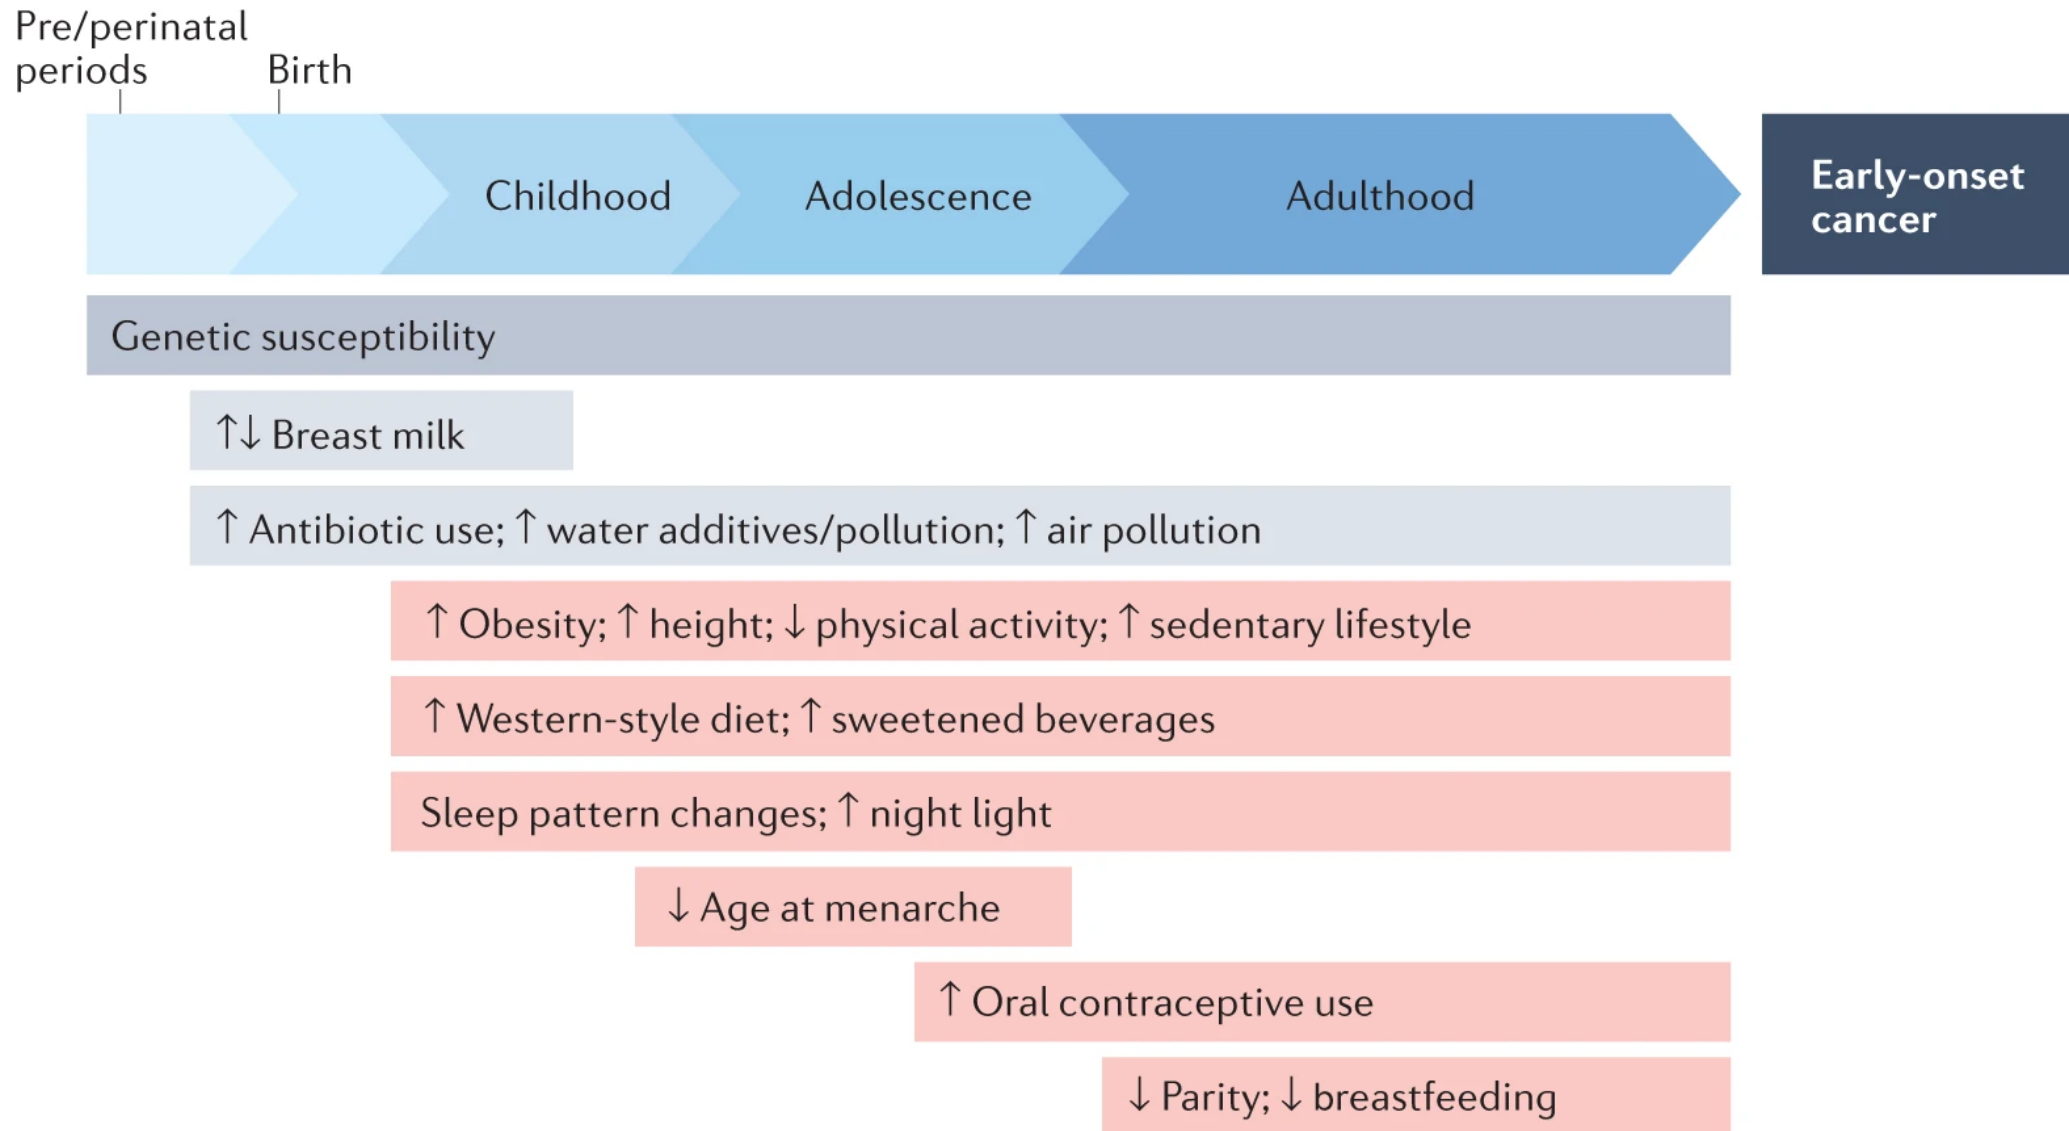 Pre/perinatal
periods
Birth
Childhood
Adolescence
Adulthood
Early-onset
cancer
Genetic susceptibility
↑↓ Breast milk
↑ Antibiotic use; ↑ water additives/pollution; ↑ air pollution
↑ Obesity; ↑ height; ↓ physical activity; ↑ sedentary lifestyle
↑ Western-style diet; ↑ sweetened beverages
Sleep pattern changes; ↑ night light
↓ Age at menarche
↑ Oral contraceptive use
↓ Parity; ↓ breastfeeding